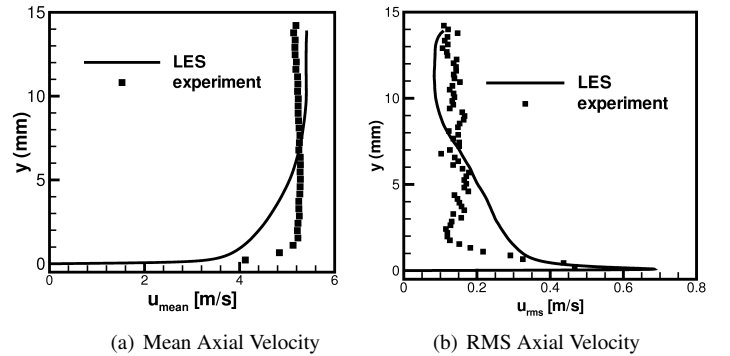 15
10
5
0
y (mm)
LES
experiment
0 2 4 6
u_mean [m/s]
(a) Mean Axial Velocity
15
10
5
0
y (mm)
LES
experiment
0 0.2 0.4 0.6 0.8
u_rms [m/s]
(b) RMS Axial Velocity